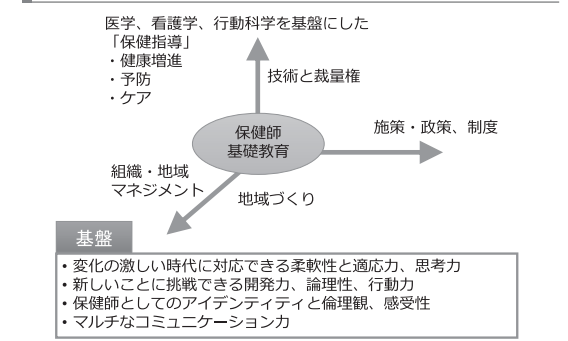 医学、看護学、行動科学を基盤にした
「保健指導」
・健康増進
・予防
・ケア
技術と裁量権
保健師
基礎教育
施策・政策、制度
組織・地域
マネジメント
地域づくり
基盤
・変化の激しい時代に対応できる柔軟性と適応力、思考力
・新しいことに挑戦できる開発力、論理性、行動力
・保健師としてのアイデンティティと倫理観、感受性
・マルチなコミュニケーション力